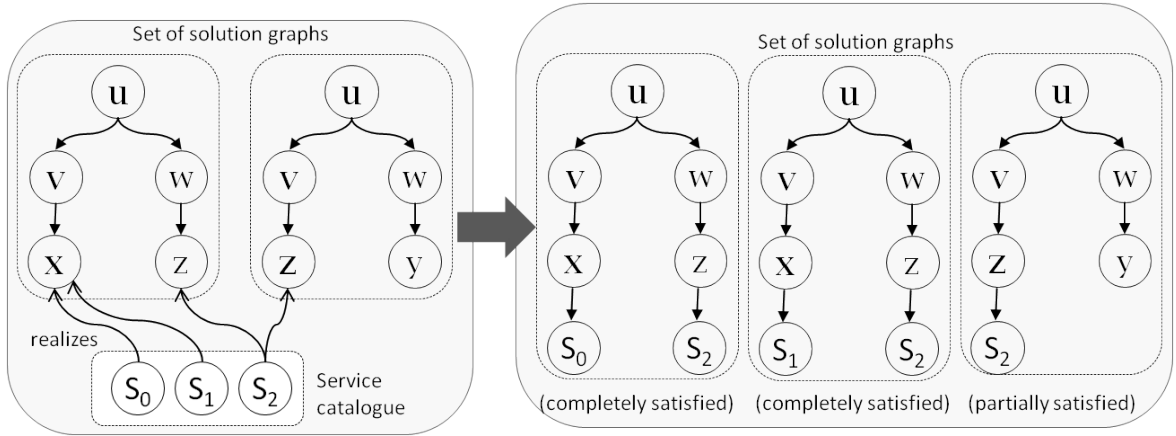 Set of solution graphs
u
v w
x z
u
v w
z y
realizes
S0 S1 S2
Service
catalogue
Set of solution graphs
u
v w
x z
S0 S2
(completely satisfied)
u
v w
x z
S1 S2
(completely satisfied)
u
v w
z y
S2
(partially satisfied)